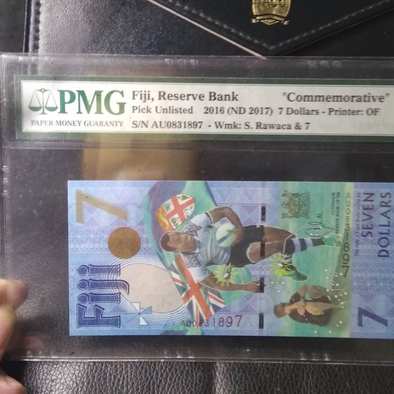 PMG
PAPER MONEY GUARANTY
Fiji, Reserve Bank "Commemorative"
Pick Unlisted 2016 (ND 2017) 7 Dollars - Printer: OF
S/N AU0831897 - Wmk: S. Rawaca & 7
7
Fiji
1897
SEVEN
DOLLARS
7